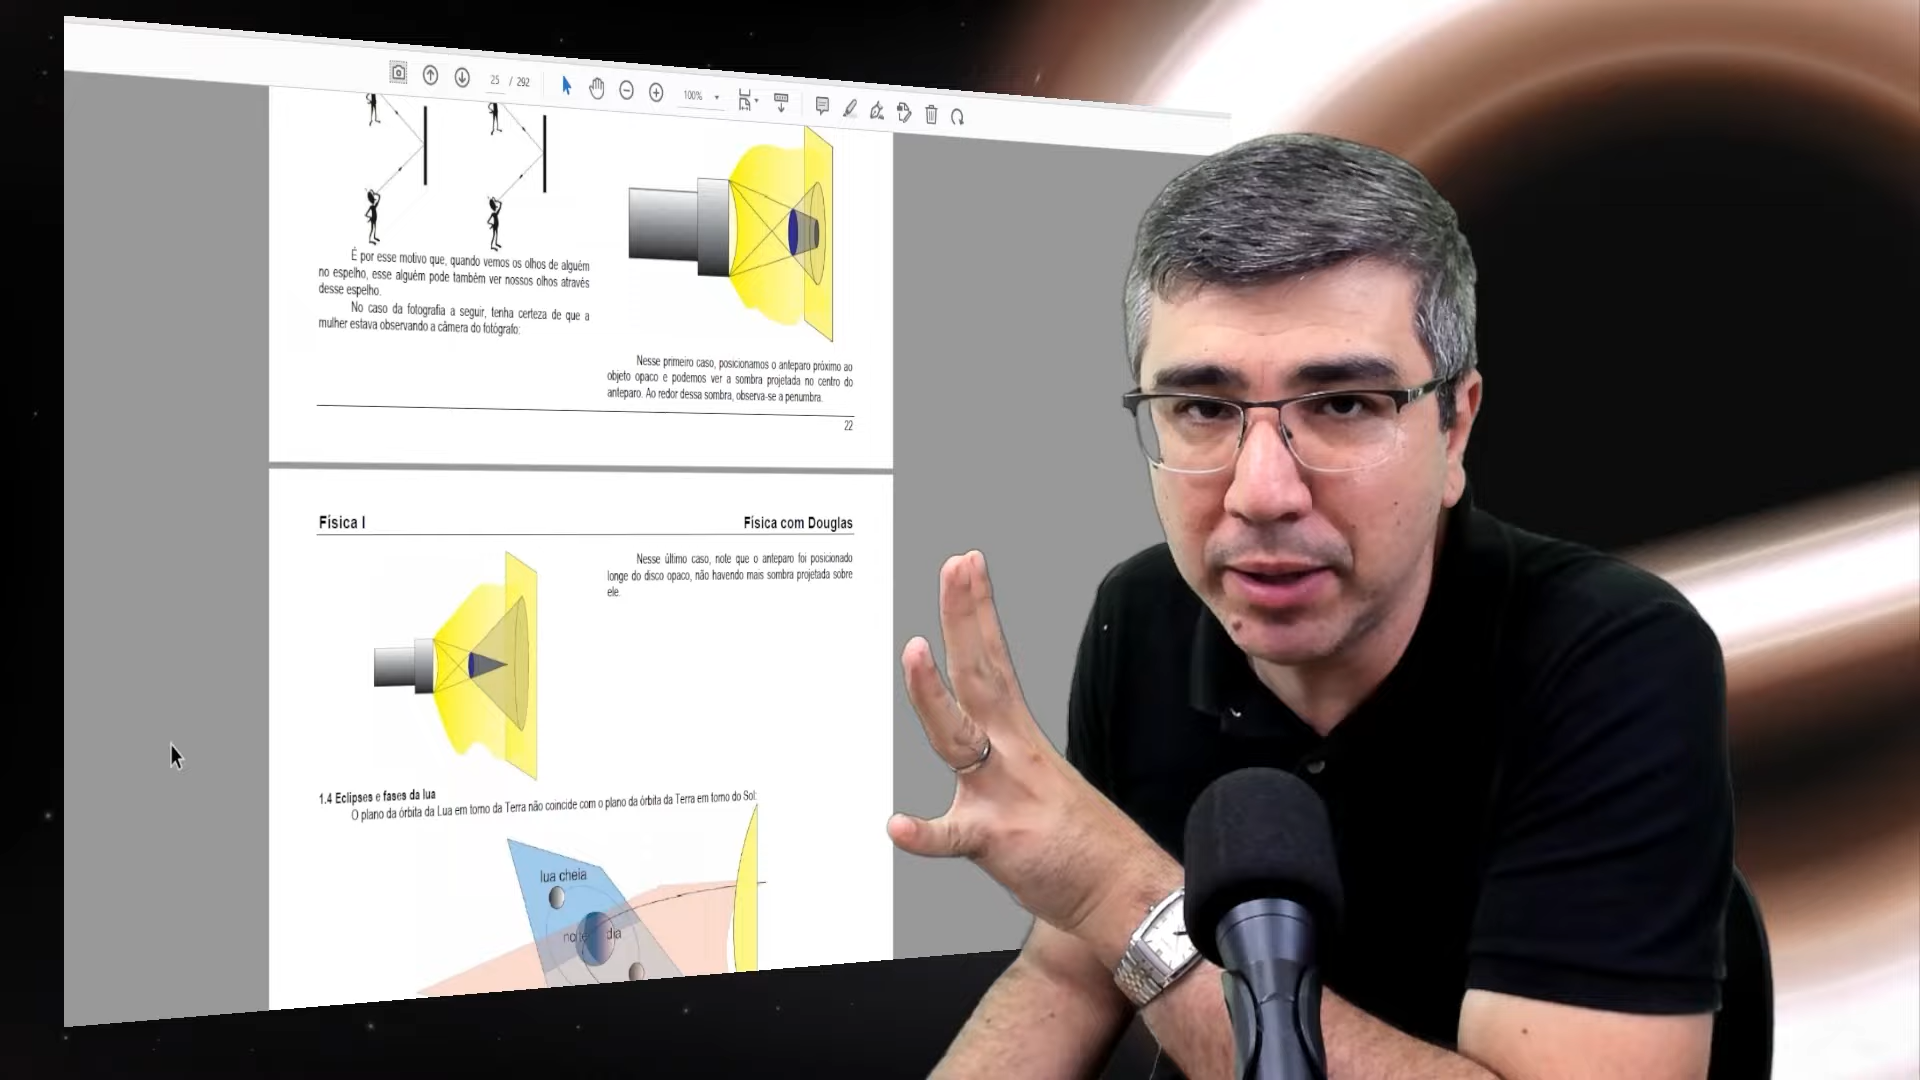 25 / 292
100%
É por esse motivo que, quando vemos os olhos de alguém
no espelho, esse alguém pode também ver nossos olhos através
desse espelho.
No caso da fotografia a seguir, tenha certeza de que a
mulher estava observando a câmera do fotógrafo:
Nesse primeiro caso, posicionamos o anteparo próximo ao
objeto opaco e podemos ver a sombra projetada no centro do
anteparo. Ao redor dessa sombra, observa-se a penumbra.
22
Física I
Física com Douglas
Nesse último caso, note que o anteparo foi posicionado
longe do disco opaco, não havendo mais sombra projetada sobre
ele.
1.4 Eclipses e fases da lua
O plano da órbita da Lua em torno da Terra não coincide com o plano da órbita da Terra em torno do Sol:
lua cheia
noite dia